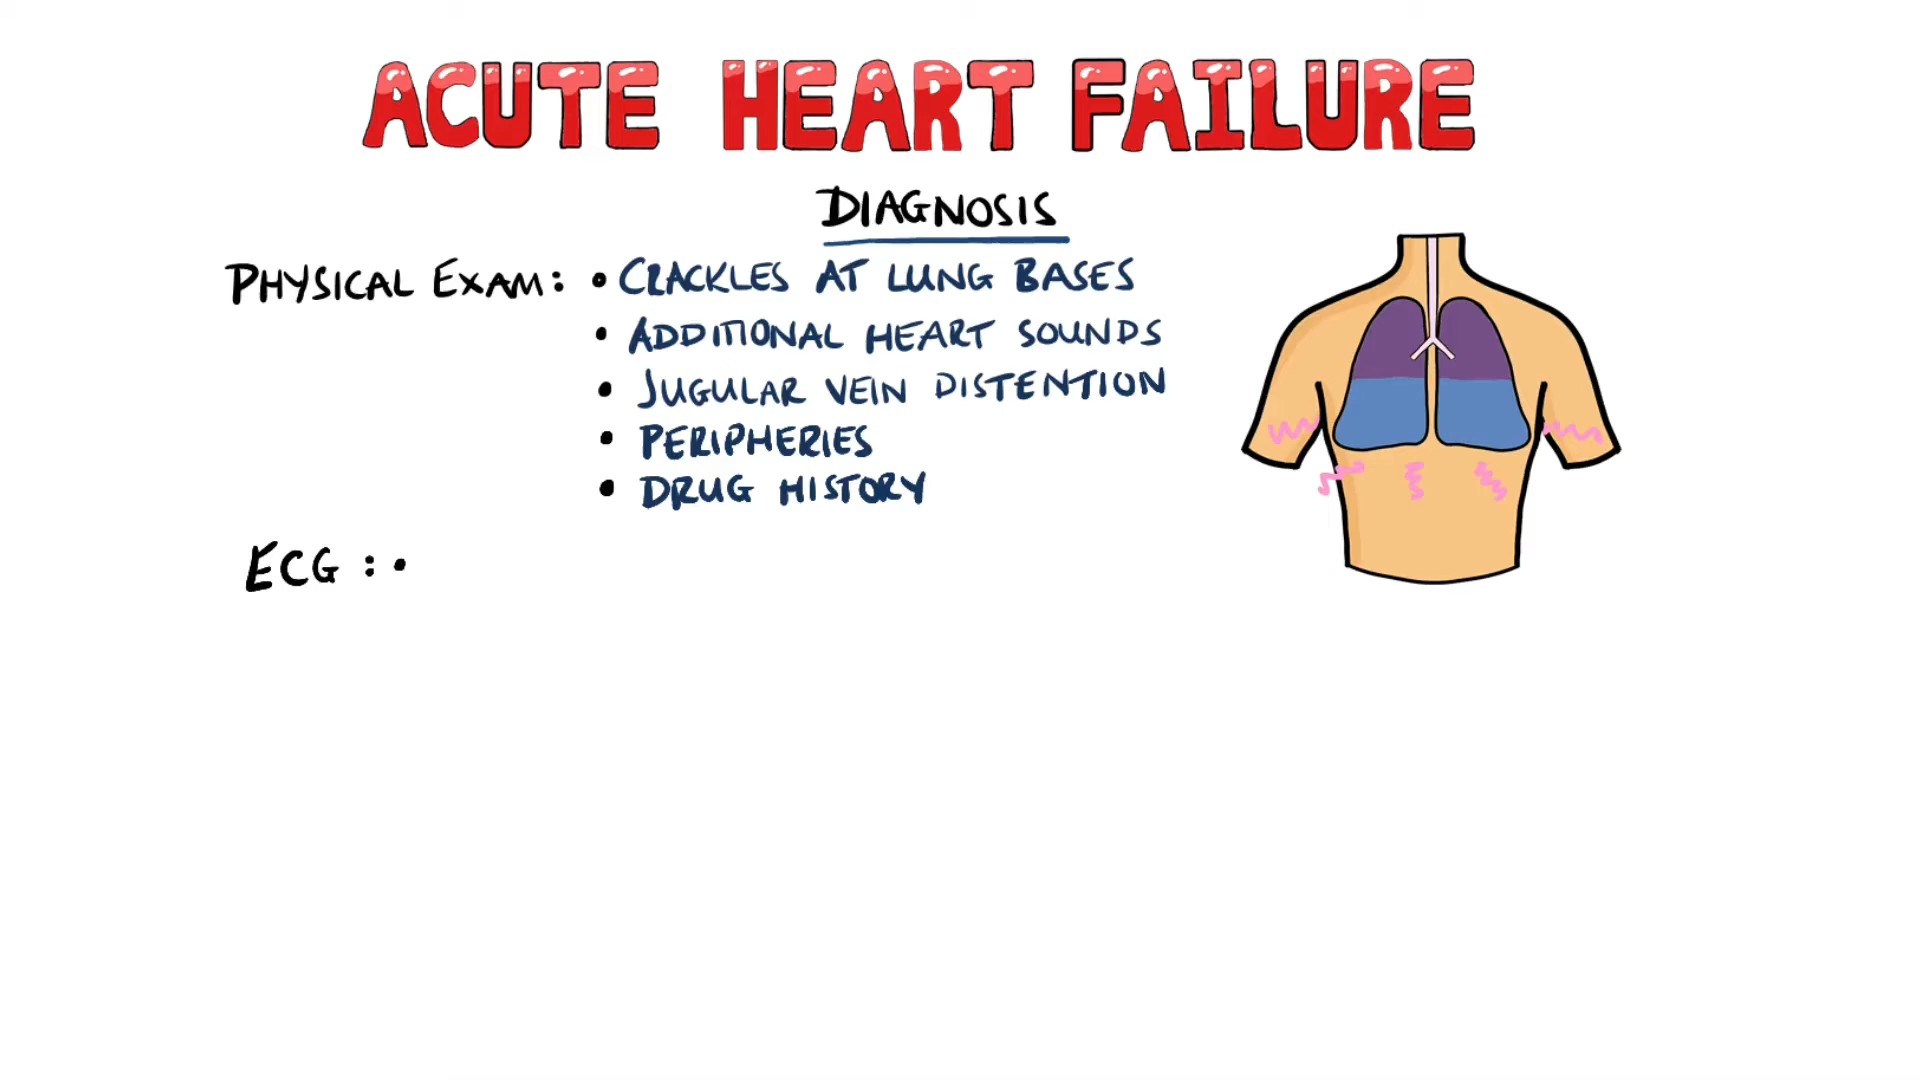 ACUTE HEART FAILURE
DIAGNOSIS
PHYSICAL EXAM: • CRACKLES AT LUNG BASES
• ADDITIONAL HEART SOUNDS
• JUGULAR VEIN DISTENTION
• PERIPHERIES
• DRUG HISTORY
ECG : •